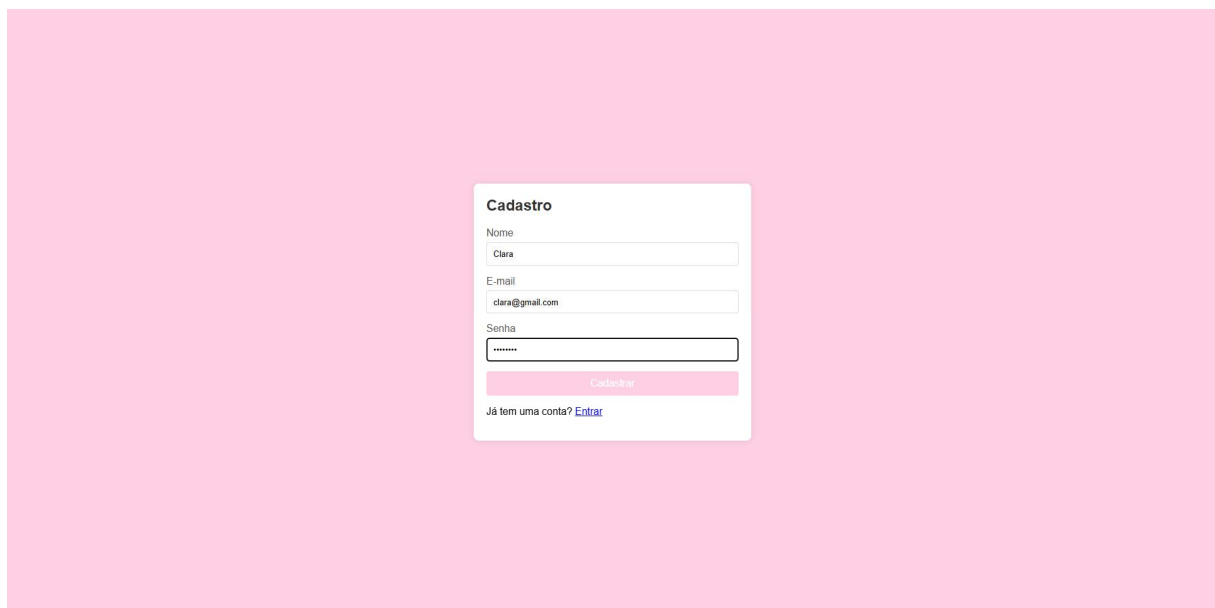 Cadastro
Nome
Clara
E-mail
clara@gmail.com
Senha
••••••••
Cadastrar
Já tem uma conta? Entrar